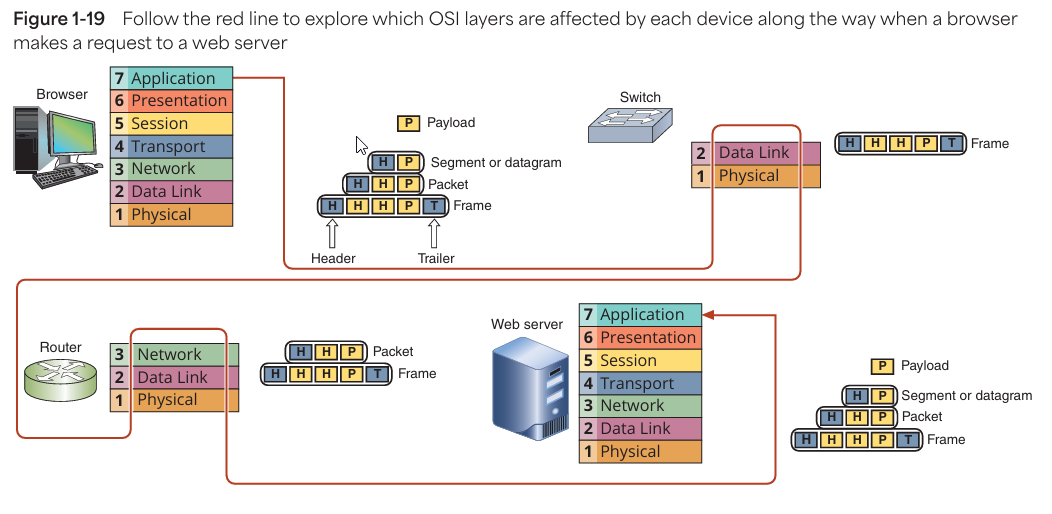 Figure 1-19 Follow the red line to explore which OSI layers are affected by each device along the way when a browser
makes a request to a web server
Browser
7 Application
6 Presentation
5 Session
4 Transport
3 Network
2 Data Link
1 Physical
P Payload
H P Segment or datagram
H H P Packet
H H H P T Frame
Header
Trailer
Switch
2 Data Link
1 Physical
H H H P T Frame
Router
3 Network
2 Data Link
1 Physical
H H P Packet
H H H P T Frame
Web server
7 Application
6 Presentation
5 Session
4 Transport
3 Network
2 Data Link
1 Physical
P Payload
H P Segment or datagram
H H P Packet
H H H P T Frame